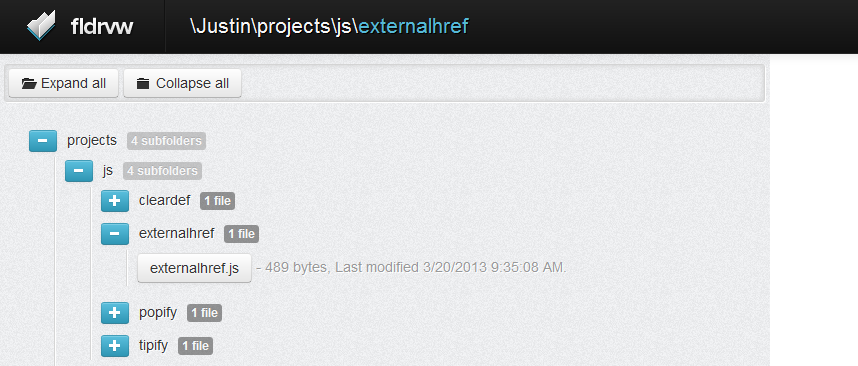 fldrvw \Justin\projects\js\externalhref
Expand all Collapse all
projects 4 subfolders
js 4 subfolders
cleardef 1 file
externalhref 1 file
externalhref.js - 489 bytes, Last modified 3/20/2013 9:35:08 AM.
popify 1 file
tipify 1 file